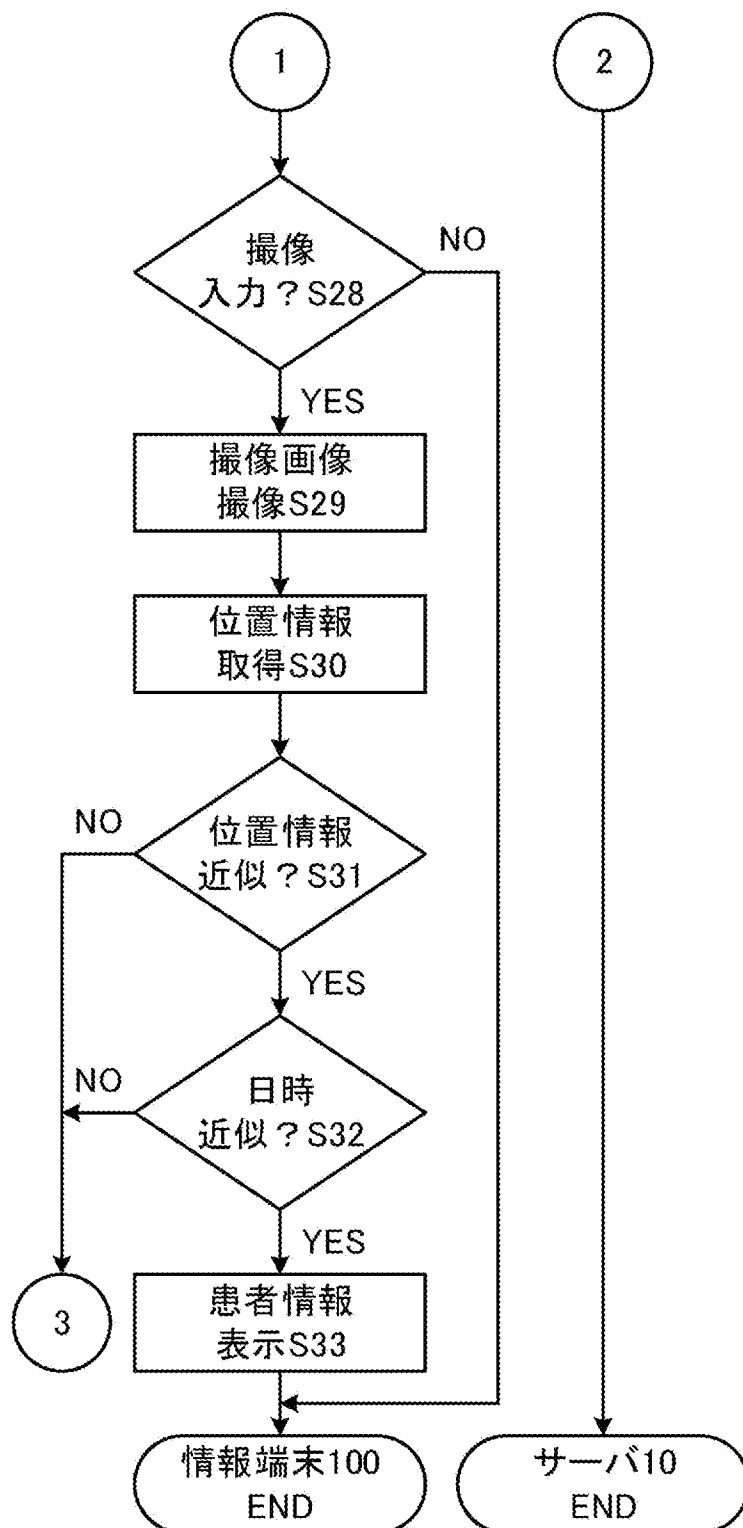 1
2
撮像
入力？S28
NO
YES
撮像画像
撮像S29
位置情報
取得S30
NO
位置情報
近似？S31
YES
NO
日時
近似？S32
YES
3
患者情報
表示S33
情報端末100
END
サーバ10
END